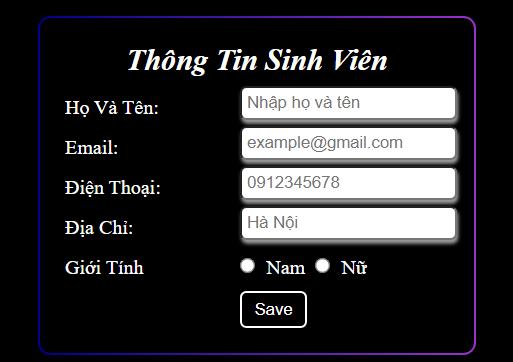 Thông Tin Sinh Viên
Họ Và Tên: Nhập họ và tên
Email: example@gmail.com
Điện Thoại: 0912345678
Địa Chỉ: Hà Nội
Giới Tính Nam Nữ
Save